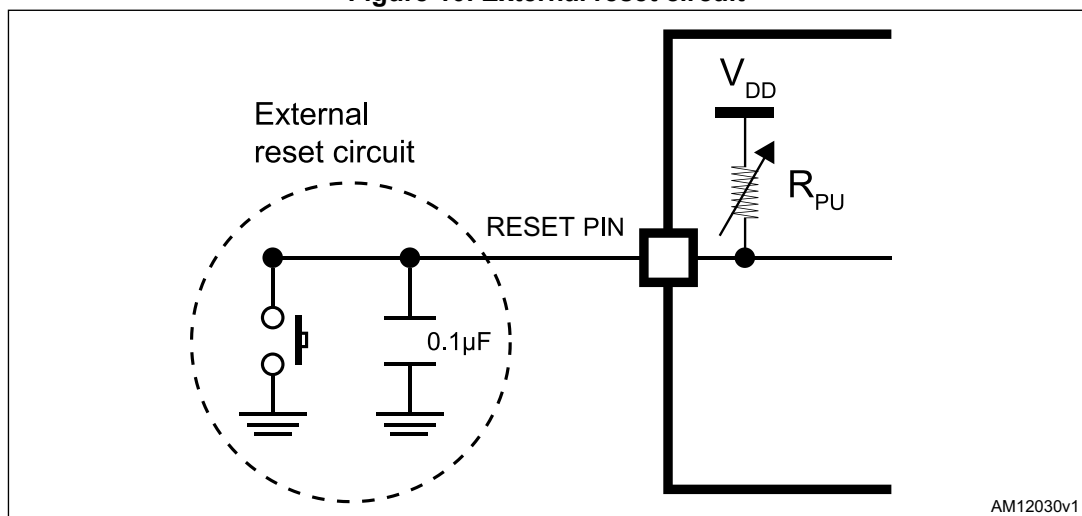 External
reset circuit
RESET PIN
0.1µF
VDD
RPU
AM12030v1